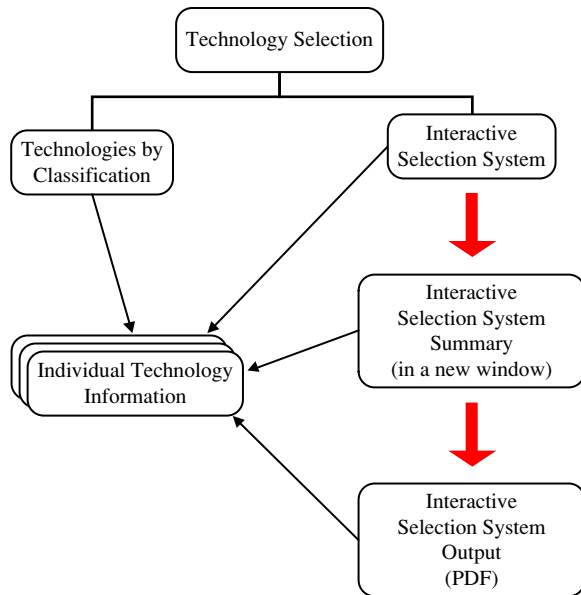 Technology Selection
Technologies by
Classification
Interactive
Selection System
Interactive
Selection System
Summary
(in a new window)
Individual Technology
Information
Interactive
Selection System
Output
(PDF)